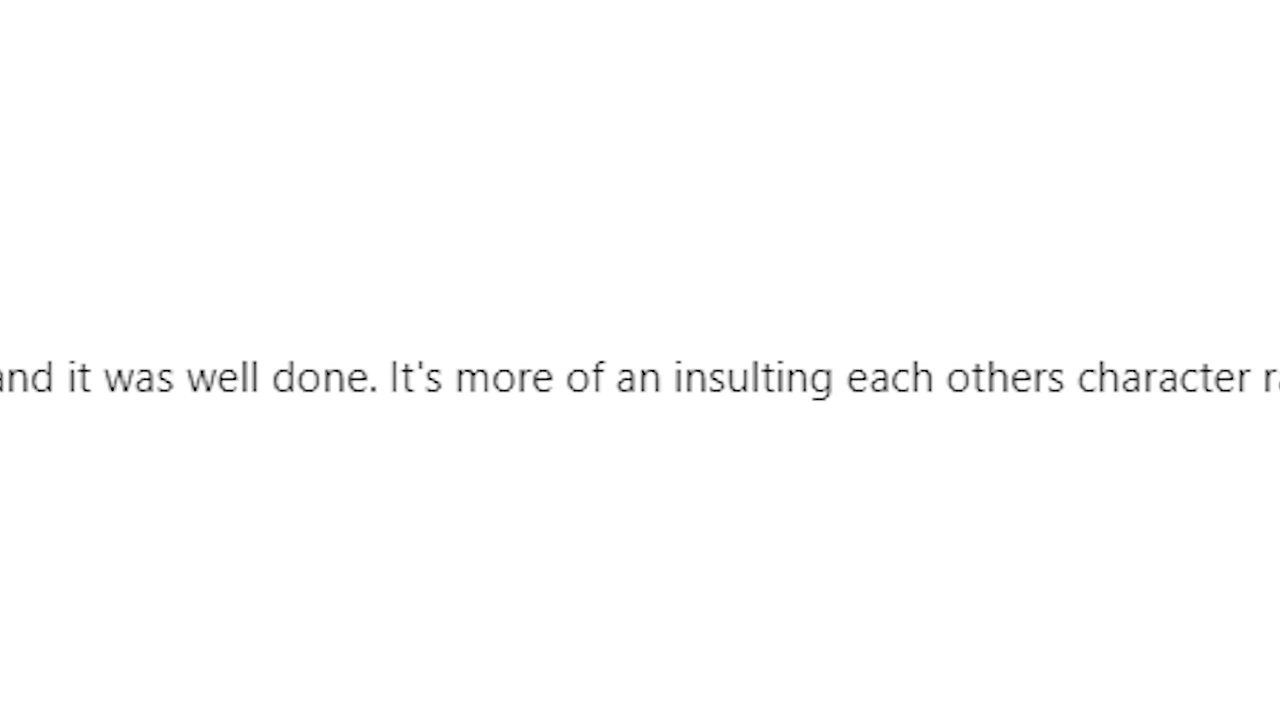 and it was well done. It's more of an insulting each others character